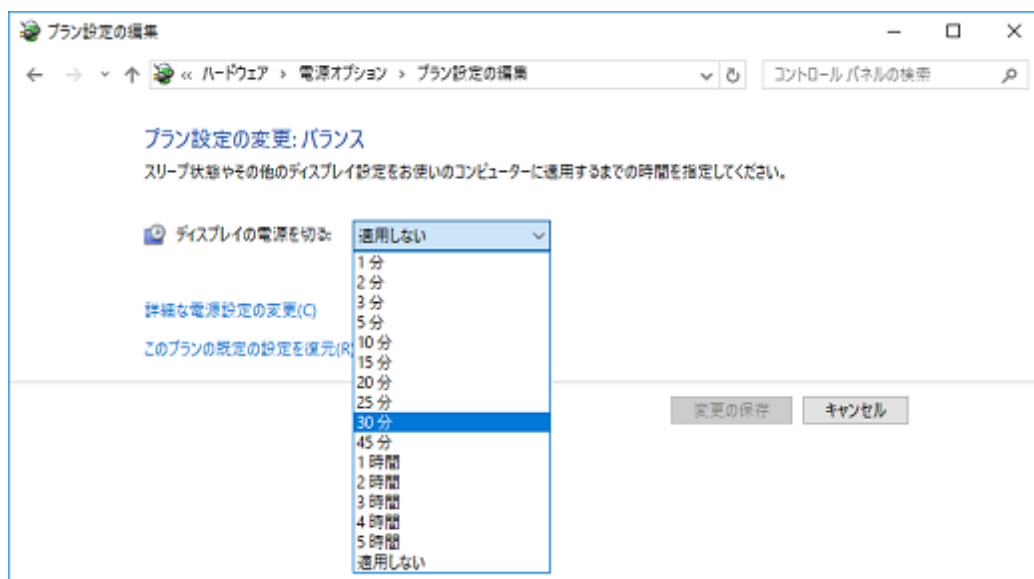 プラン設定の編集
« ハードウェア › 電源オプション › プラン設定の編集
コントロール パネルの検索
プラン設定の変更: バランス
スリープ状態やその他のディスプレイ設定をお使いのコンピューターに適用するまでの時間を指定してください。
ディスプレイの電源を切る: 適用しない
1 分
2 分
3 分
5 分
10 分
15 分
20 分
25 分
30 分
45 分
1 時間
2 時間
3 時間
4 時間
5 時間
適用しない
詳細な電源設定の変更(C)
このプランの既定の設定を復元(R)
変更の保存
キャンセル